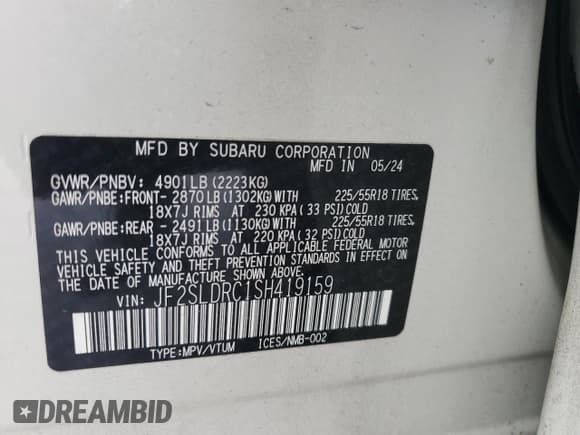 MFD BY SUBARU CORPORATION
MFD IN 05/24
GVWR/PNBV: 4901LB(2223KG)
GAWR/PNBE:FRONT- 2870LB(1302KG)WITH 225/55R18 TIRES,
18X7J RIMS AT 230 KPA(33 PSI)COLD
GAWR/PNBE:REAR - 2491LB(1130KG)WITH 225/55R18 TIRES,
18X7J RIMS AT 220 KPA(32 PSI)COLD
THIS VEHICLE CONFORMS TO ALL APPLICABLE FEDERAL MOTOR
VEHICLE SAFETY AND THEFT PREVENTION STANDARDS IN EFFECT ON
THE DATE OF MANUFACTURE SHOWN ABOVE.
VIN: JF2SLDRC1SH419159
TYPE:MPV/VTUM ICES/NMB-002
$DREAMBID